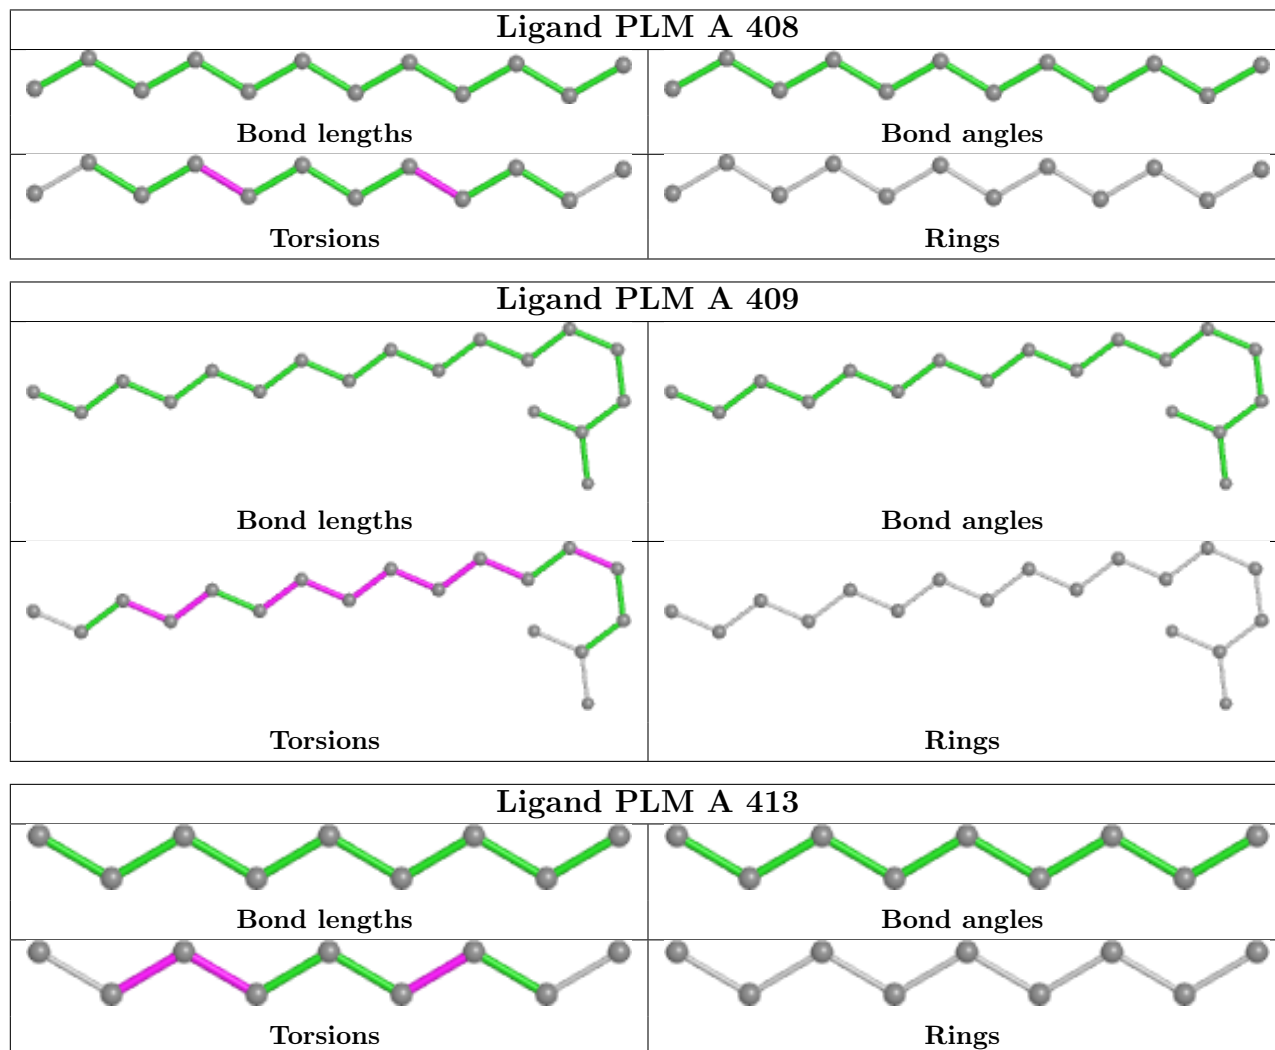 Ligand PLM A 408
Bond lengths
Bond angles
Torsions
Rings
Ligand PLM A 409
Bond lengths
Bond angles
Torsions
Rings
Ligand PLM A 413
Bond lengths
Bond angles
Torsions
Rings